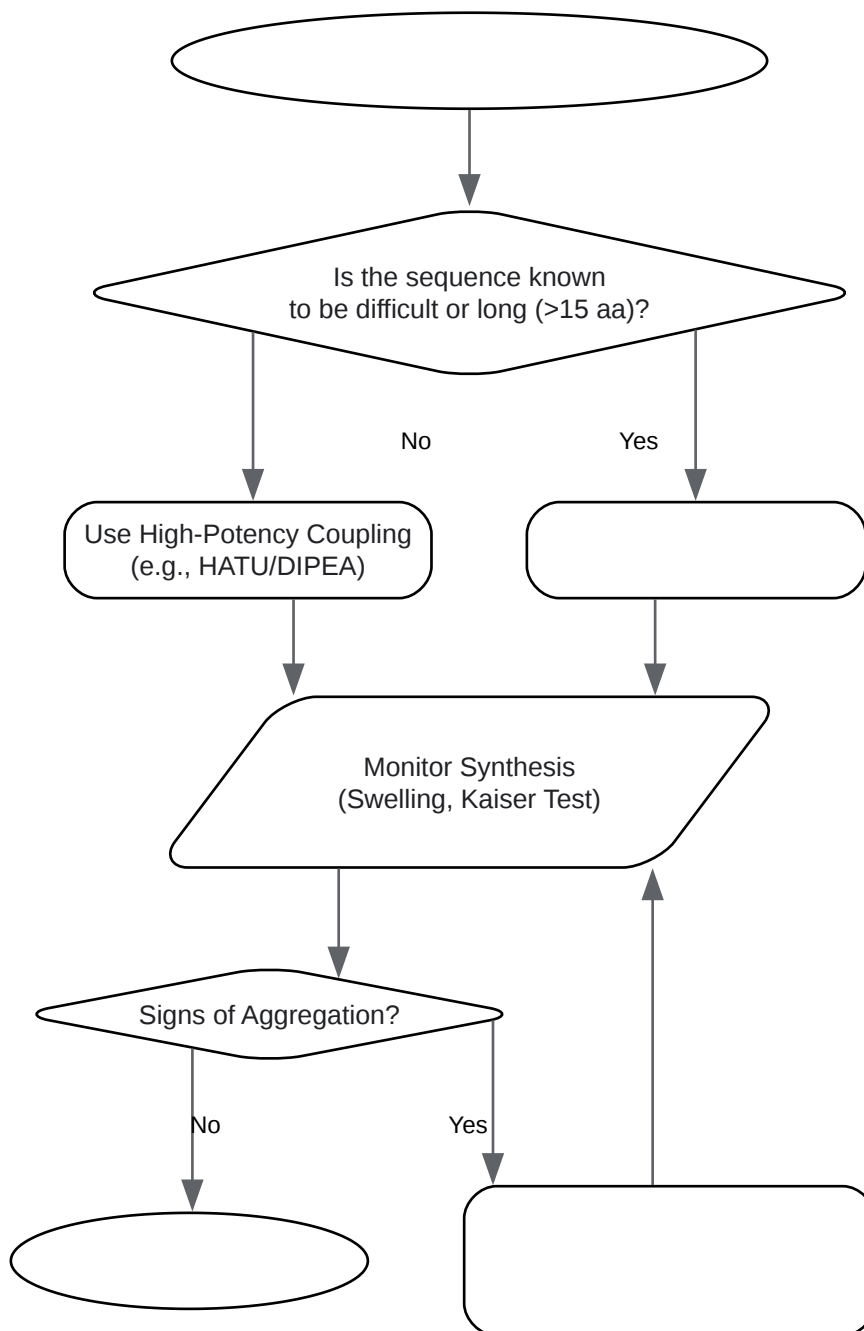 Is the sequence known
to be difficult or long (>15 aa)?
No
Yes
Use High-Potency Coupling
(e.g., HATU/DIPEA)
Monitor Synthesis
(Swelling, Kaiser Test)
Signs of Aggregation?
No
Yes